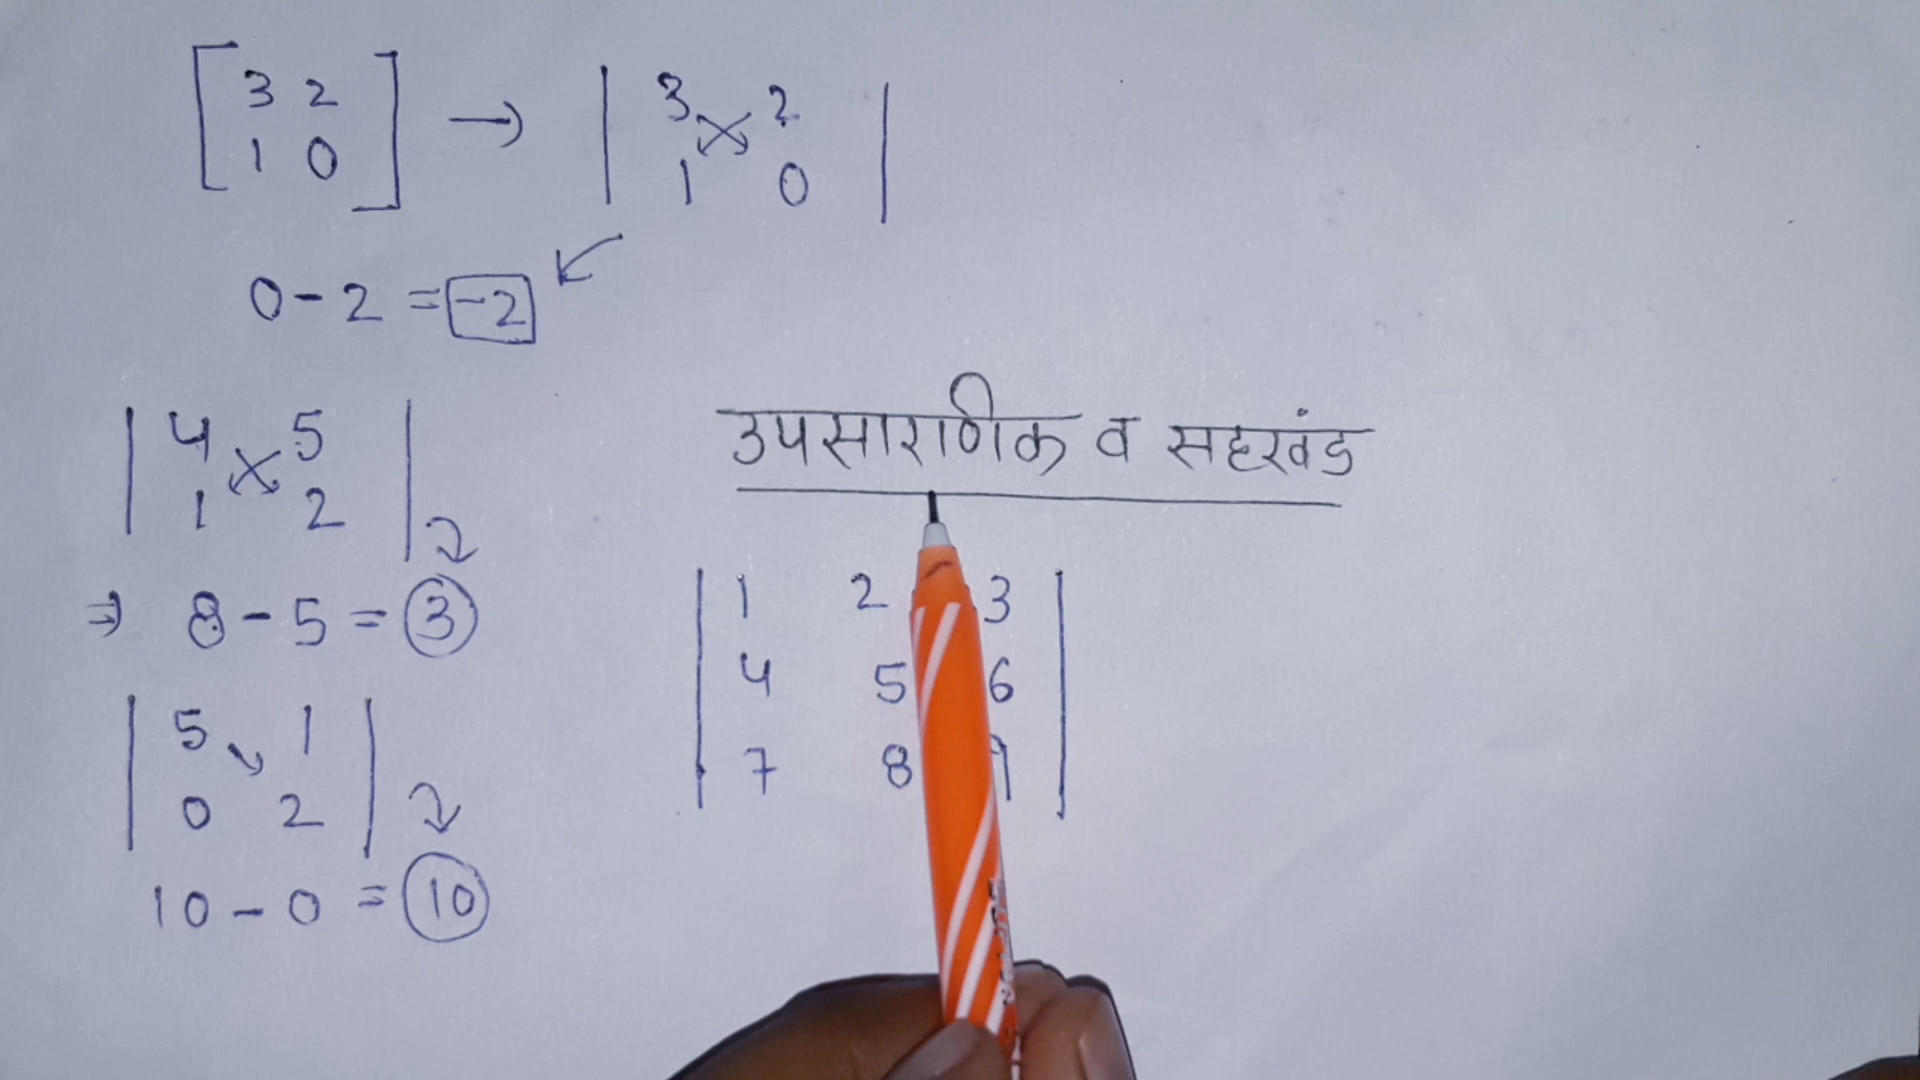 [3 2
1 0] → |3 2
1 0|
0 - 2 = -2
|4 5
1 2|
⇒ 8 - 5 = 3
|5 1
0 2|
10 - 0 = 10
उपसारणिक व सहखंड
|1 2 3
4 5 6
7 8 9|